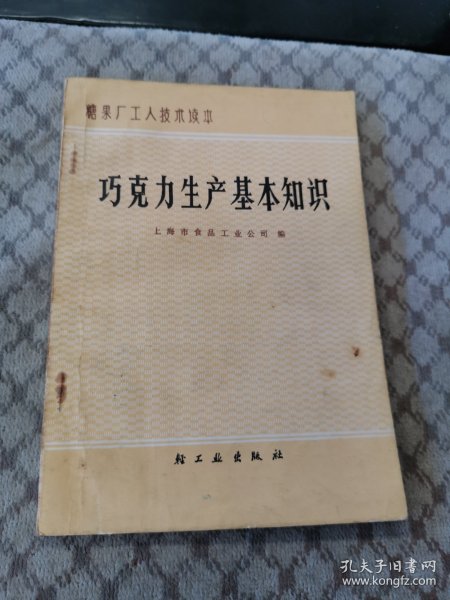 糖果厂工人技术读本
巧克力生产基本知识
上海市食品工业公司 编
轻工业出版社
孔夫子旧书网
www.kongfz.com